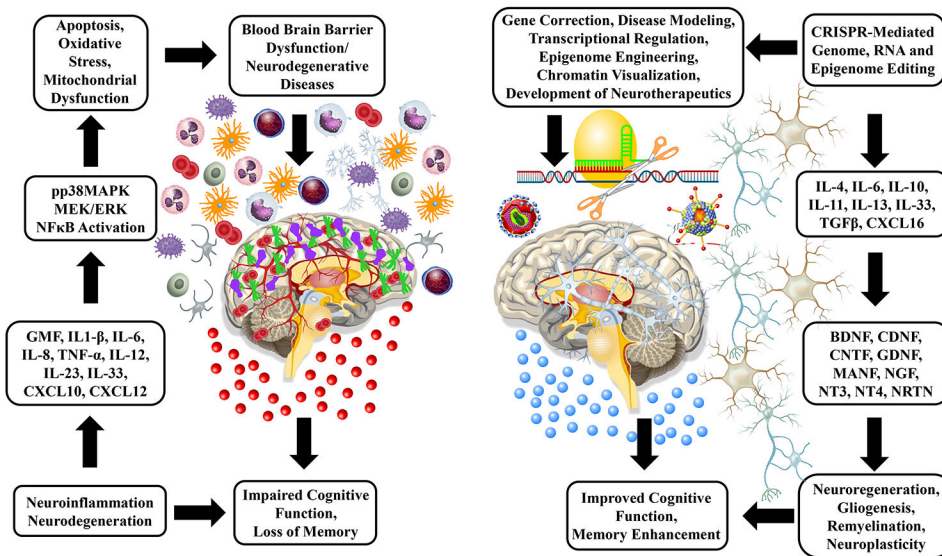 Apoptosis,
Oxidative
Stress,
Mitochondrial
Dysfunction
Blood Brain Barrier
Dysfunction/
Neurodegenerative
Diseases
pp38MAPK
MEK/ERK
NFκB Activation
GMF, IL1-β, IL-6,
IL-8, TNF-α, IL-12,
IL-23, IL-33,
CXCL10, CXCL12
Neuroinflammation
Neurodegeneration
Impaired Cognitive
Function,
Loss of Memory
Gene Correction, Disease Modeling,
Transcriptional Regulation,
Epigenome Engineering,
Chromatin Visualization,
Development of Neurotherapeutics
CRISPR-Mediated
Genome, RNA and
Epigenome Editing
IL-4, IL-6, IL-10,
IL-11, IL-13, IL-33,
TGFβ, CXCL16
BDNF, CDNF,
CNTF, GDNF,
MANF, NGF,
NT3, NT4, NRTN
Improved Cognitive
Function,
Memory Enhancement
Neuroregeneration,
Gliogenesis,
Remyelination,
Neuroplasticity